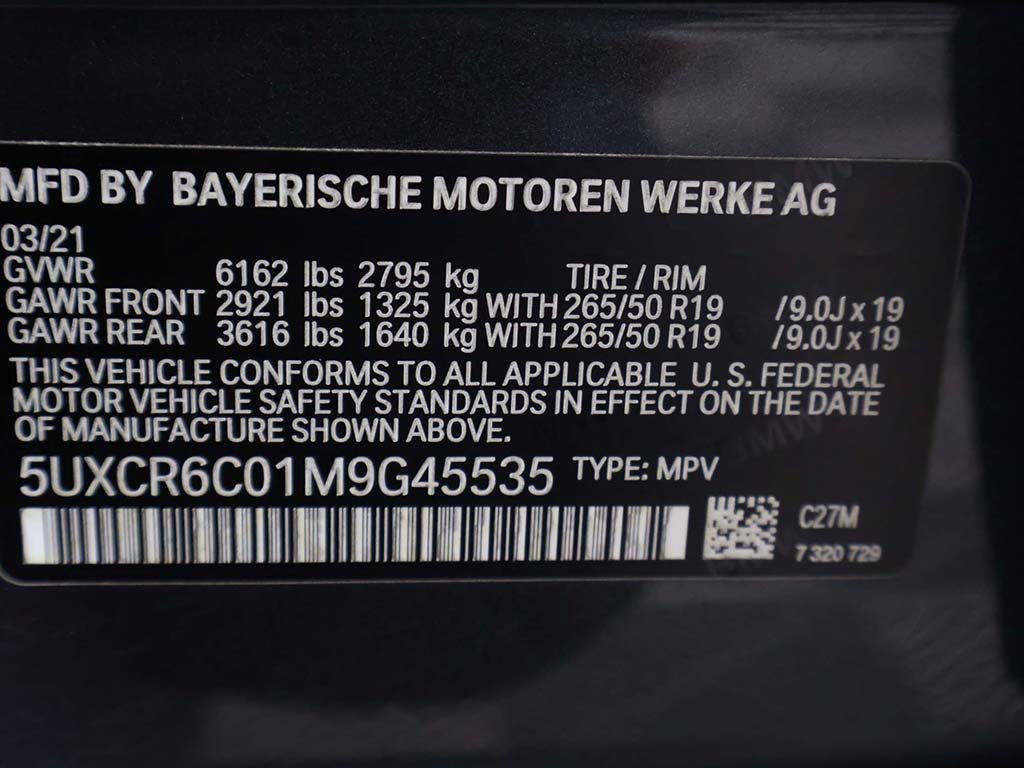 MFD BY BAYERISCHE MOTOREN WERKE AG
03/21
GVWR 6162 lbs 2795 kg TIRE / RIM
GAWR FRONT 2921 lbs 1325 kg WITH 265/50 R19 /9.0J x 19
GAWR REAR 3616 lbs 1640 kg WITH 265/50 R19 /9.0J x 19
THIS VEHICLE CONFORMS TO ALL APPLICABLE U. S. FEDERAL
MOTOR VEHICLE SAFETY STANDARDS IN EFFECT ON THE DATE
OF MANUFACTURE SHOWN ABOVE.
5UXCR6C01M9G45535 TYPE: MPV
C27M
7 320 729